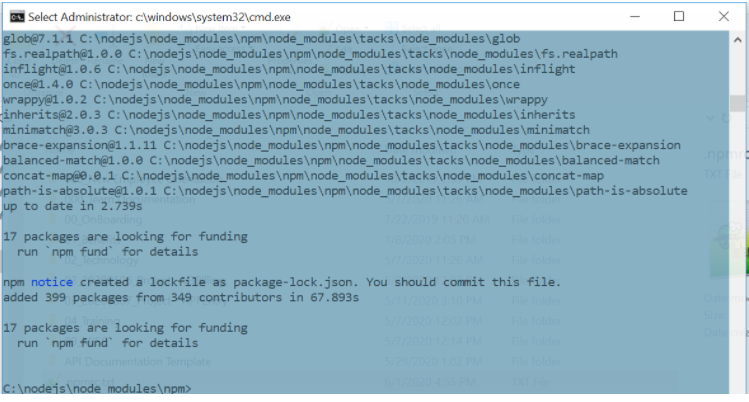 Select Administrator: c:\windows\system32\cmd.exe
glob@7.1.1 C:\nodejs\node_modules\npm\node_modules\tacks\node_modules\glob
fs.realpath@1.0.0 C:\nodejs\node_modules\npm\node_modules\tacks\node_modules\fs.realpath
inflight@1.0.6 C:\nodejs\node_modules\npm\node_modules\tacks\node_modules\inflight
once@1.4.0 C:\nodejs\node_modules\npm\node_modules\tacks\node_modules\once
wrappy@1.0.2 C:\nodejs\node_modules\npm\node_modules\tacks\node_modules\wrappy
inherits@2.0.3 C:\nodejs\node_modules\npm\node_modules\tacks\node_modules\inherits
minimatch@3.0.3 C:\nodejs\node_modules\npm\node_modules\tacks\node_modules\minimatch
brace-expansion@1.1.11 C:\nodejs\node_modules\npm\node_modules\tacks\node_modules\brace-expansion
balanced-match@1.0.0 C:\nodejs\node_modules\npm\node_modules\tacks\node_modules\balanced-match
concat-map@0.0.1 C:\nodejs\node_modules\npm\node_modules\tacks\node_modules\concat-map
path-is-absolute@1.0.1 C:\nodejs\node_modules\npm\node_modules\tacks\node_modules\path-is-absolute
up to date in 2.739s
17 packages are looking for funding
run `npm fund` for details
npm notice created a lockfile as package-lock.json. You should commit this file.
added 399 packages from 349 contributors in 67.893s
17 packages are looking for funding
run `npm fund` for details
API Documentation Template
C:\nodejs\node_modules\npm>